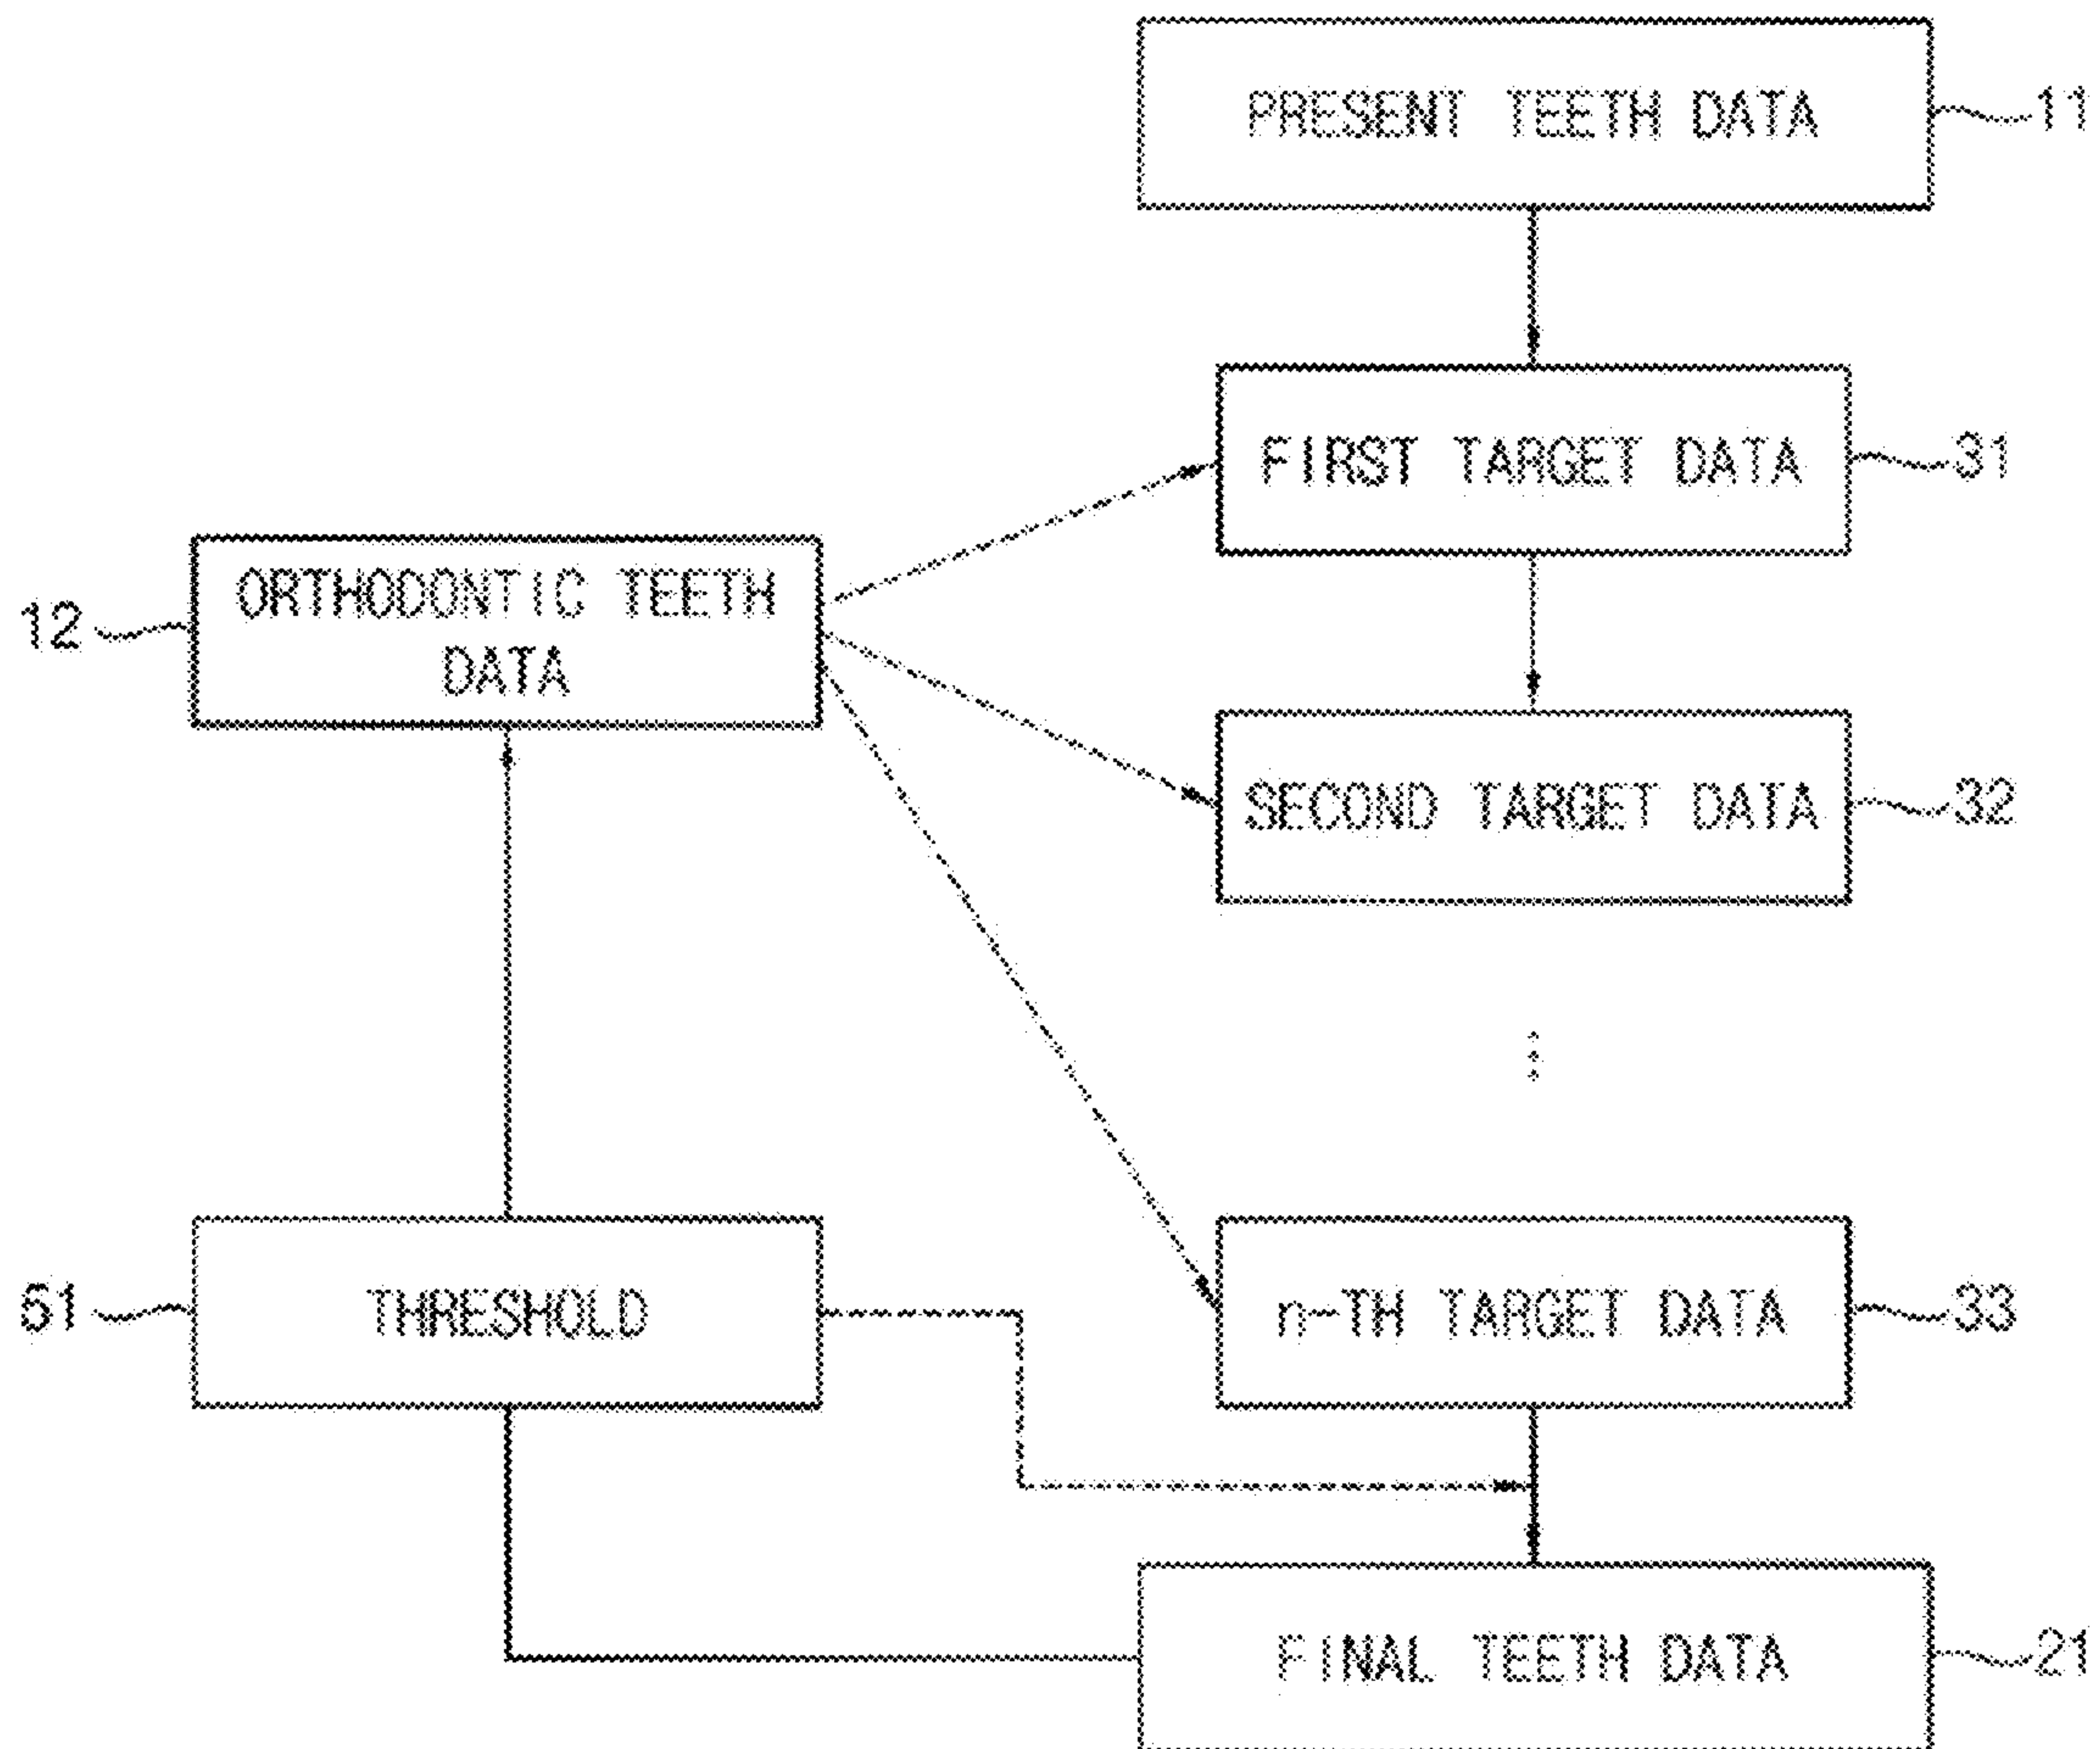 PRESENT TEETH DATA
11
FIRST TARGET DATA
31
ORTHODONTIC TEETH
DATA
12
SECOND TARGET DATA
32
THRESHOLD
61
n-TH TARGET DATA
33
FINAL TEETH DATA
21